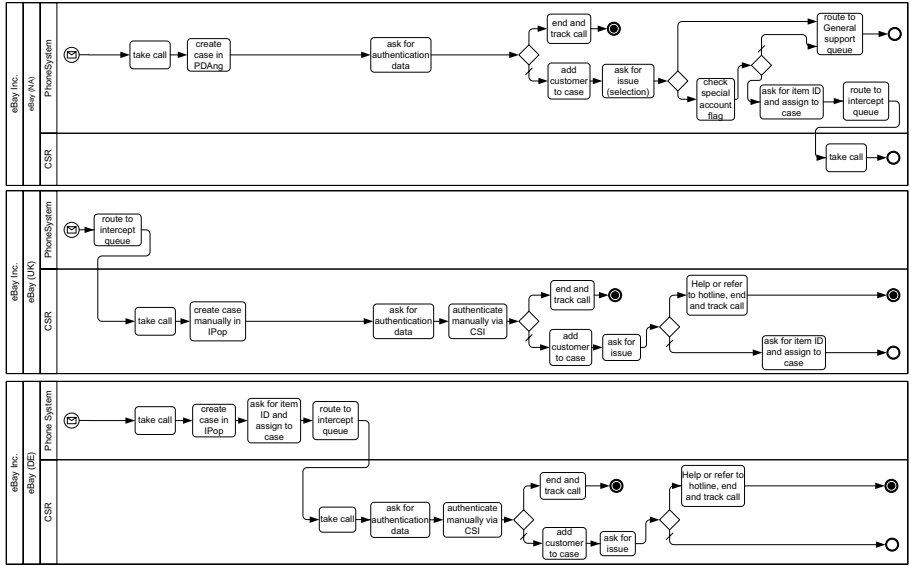 eBay Inc.
eBay (NA)
PhoneSystem
take call
create
case in
PDAng
ask for
authentication
data
end and
track call
add
customer
to case
ask for
issue
(selection)
check
special
account
flag
route to
General
support
queue
ask for item ID
and assign to
case
route to
intercept
queue
CSR
take call
eBay Inc.
eBay (UK)
PhoneSystem
route to
intercept
queue
CSR
take call
create case
manually in
IPop
ask for
authentication
data
authenticate
manually via
CSI
end and
track call
add
customer
to case
ask for
issue
Help or refer
to hotline, end
and track call
ask for item ID
and assign to
case
eBay Inc.
eBay (DE)
Phone System
take call
create
case in
IPop
ask for item
ID and
assign to
case
route to
intercept
queue
CSR
take call
ask for
authentication
data
authenticate
manually via
CSI
end and
track call
add
customer
to case
ask for
issue
Help or refer to
hotline, end
and track call